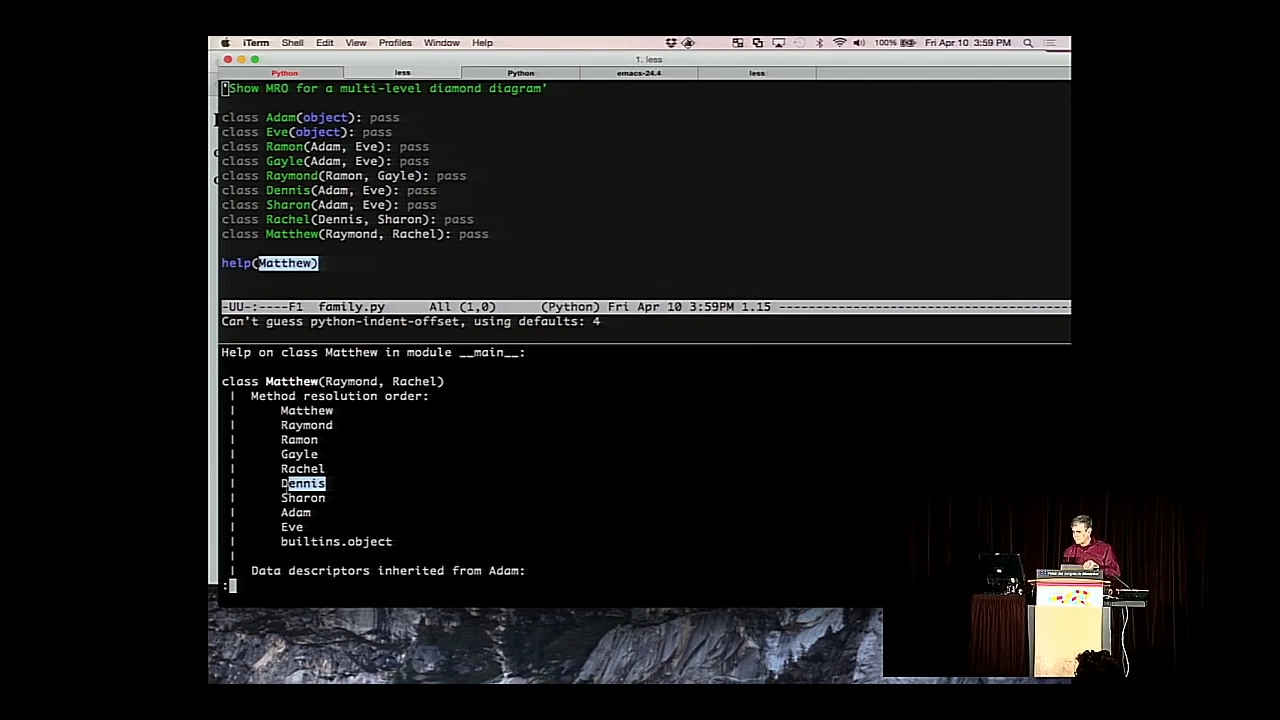 iTerm Shell Edit View Profiles Window Help 100% Fri Apr 10 3:59 PM
1. less
Python less Python emacs-24.4 less
'Show MRO for a multi-level diamond diagram'
class Adam(object): pass
class Eve(object): pass
class Ramon(Adam, Eve): pass
class Gayle(Adam, Eve): pass
class Raymond(Ramon, Gayle): pass
class Dennis(Adam, Eve): pass
class Sharon(Adam, Eve): pass
class Rachel(Dennis, Sharon): pass
class Matthew(Raymond, Rachel): pass
help(Matthew)
-UU-:----F1 family.py All (1,0) (Python) Fri Apr 10 3:59PM 1.15 ----------------------------------------
Can't guess python-indent-offset, using defaults: 4
Help on class Matthew in module __main__:
class Matthew(Raymond, Rachel)
| Method resolution order:
| Matthew
| Raymond
| Ramon
| Gayle
| Rachel
| Dennis
| Sharon
| Adam
| Eve
| builtins.object
|
| Data descriptors inherited from Adam:
: